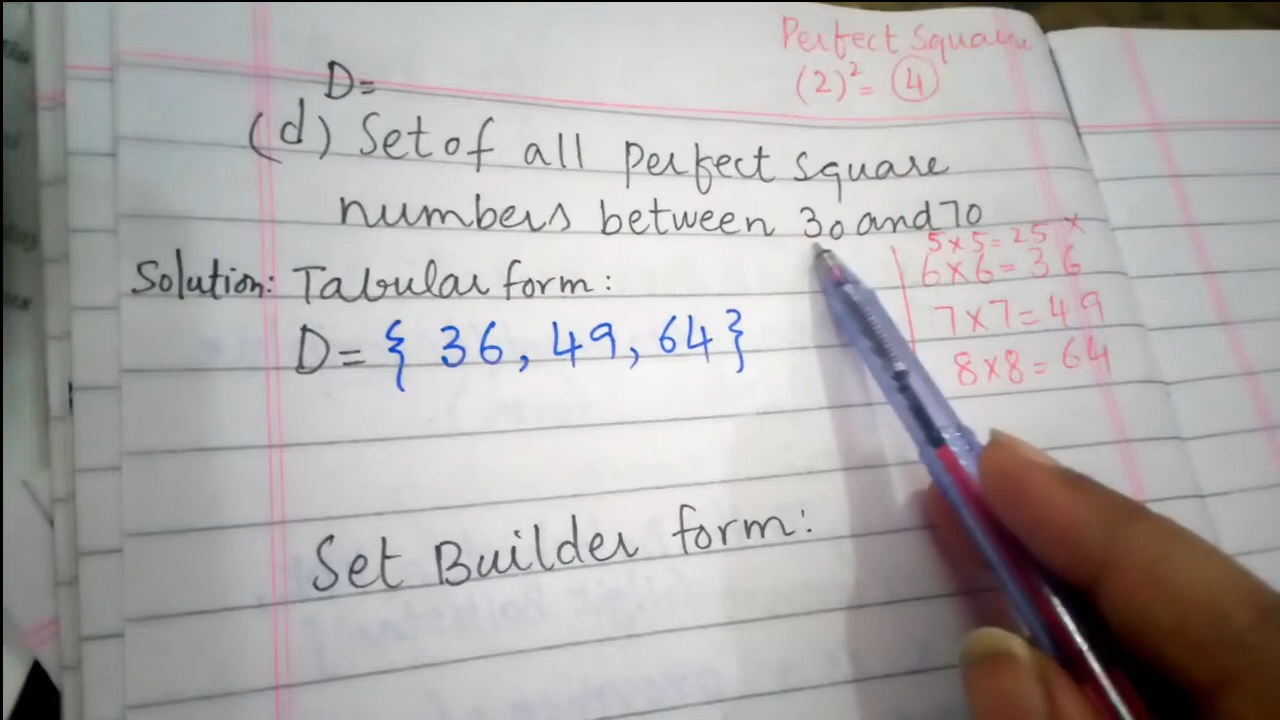 Perfect Square
(2)² = 4
D=
(d) Set of all perfect square
numbers between 30 and 70
5×5=25 ×
6×6=36
Solution: Tabular form:
7×7=49
D= { 36, 49, 64}
8×8=64
Set Builder form: